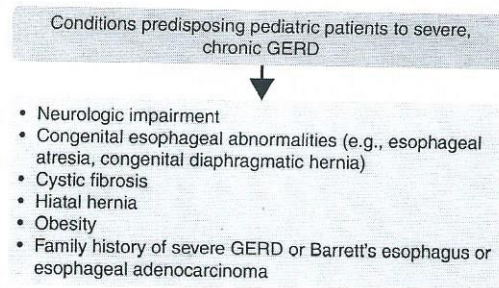 Conditions predisposing pediatric patients to severe,
chronic GERD
• Neurologic impairment
• Congenital esophageal abnormalities (e.g., esophageal
atresia, congenital diaphragmatic hernia)
• Cystic fibrosis
• Hiatal hernia
• Obesity
• Family history of severe GERD or Barrett's esophagus or
esophageal adenocarcinoma